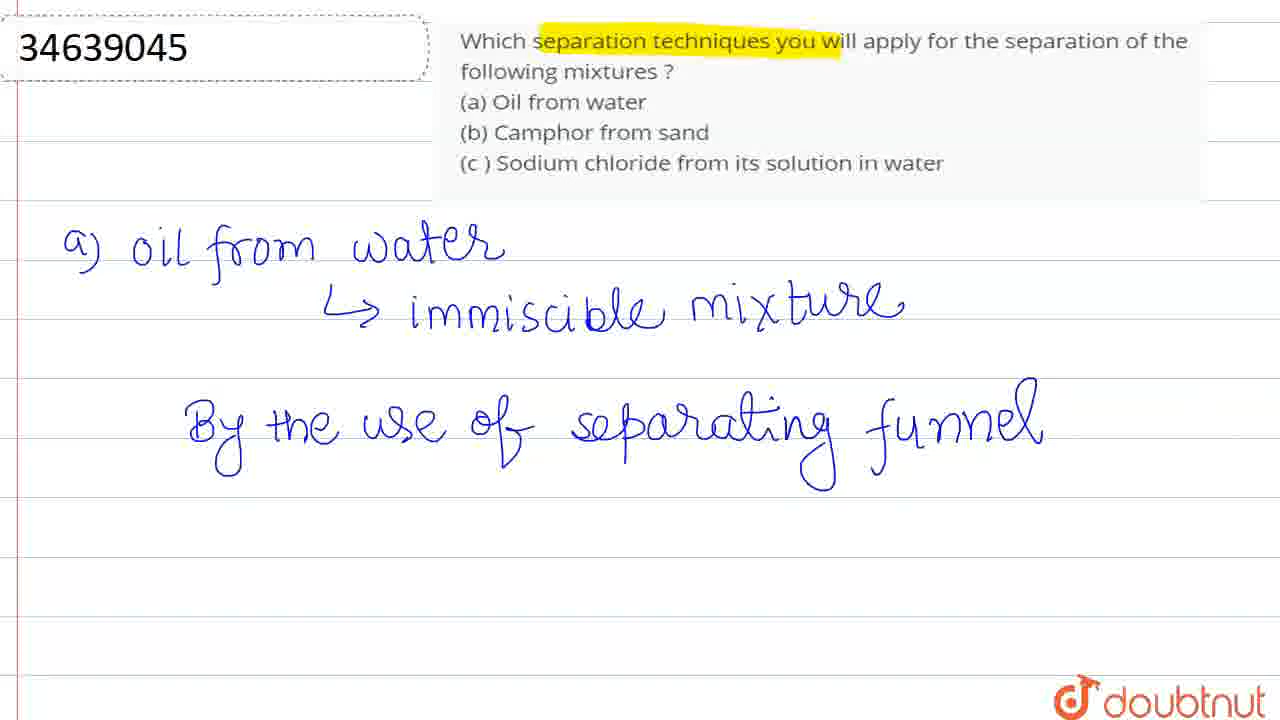 34639045
Which separation techniques you will apply for the separation of the
following mixtures ?
(a) Oil from water
(b) Camphor from sand
(c ) Sodium chloride from its solution in water
a) oil from water
↳ immiscible mixture
By the use of separating funnel
doubtnut